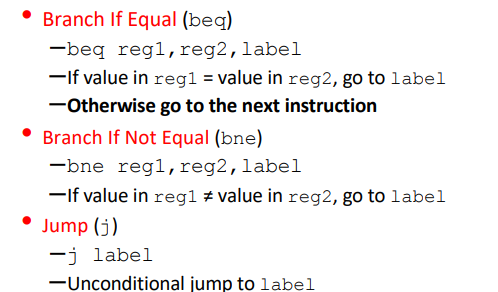 • Branch If Equal (beq)
—beq reg1,reg2,label
—If value in reg1 = value in reg2, go to label
—Otherwise go to the next instruction
• Branch If Not Equal (bne)
—bne reg1,reg2,label
—If value in reg1 ≠ value in reg2, go to label
• Jump (j)
—j label
—Unconditional jump to label